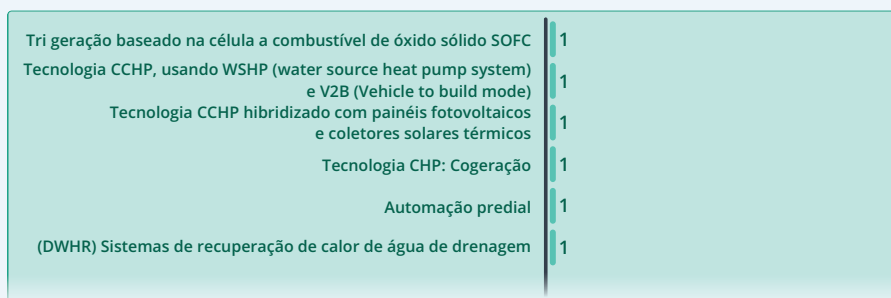 Tri geração baseado na célula a combustível de óxido sólido SOFC 1
Tecnologia CCHP, usando WSHP (water source heat pump system)
e V2B (Vehicle to build mode) 1
Tecnologia CCHP hibridizado com painéis fotovoltaicos
e coletores solares térmicos 1
Tecnologia CHP: Cogeração 1
Automação predial 1
(DWHR) Sistemas de recuperação de calor de água de drenagem 1